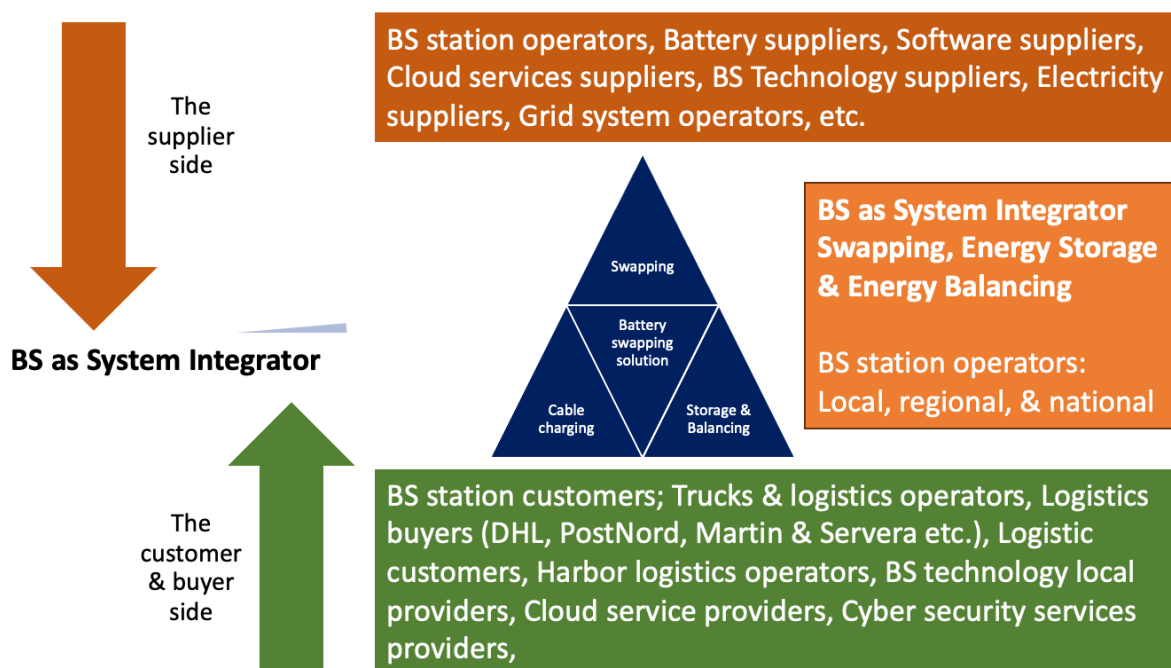 BS station operators, Battery suppliers, Software suppliers,
Cloud services suppliers, BS Technology suppliers, Electricity
suppliers, Grid system operators, etc.
The
supplier
side
BS as System Integrator
Swapping, Energy Storage
& Energy Balancing
BS station operators:
Local, regional, & national
Swapping
Battery
swapping
solution
Cable
charging
Storage &
Balancing
BS as System Integrator
The
customer
& buyer
side
BS station customers; Trucks & logistics operators, Logistics
buyers (DHL, PostNord, Martin & Servera etc.), Logistic
customers, Harbor logistics operators, BS technology local
providers, Cloud service providers, Cyber security services
providers,